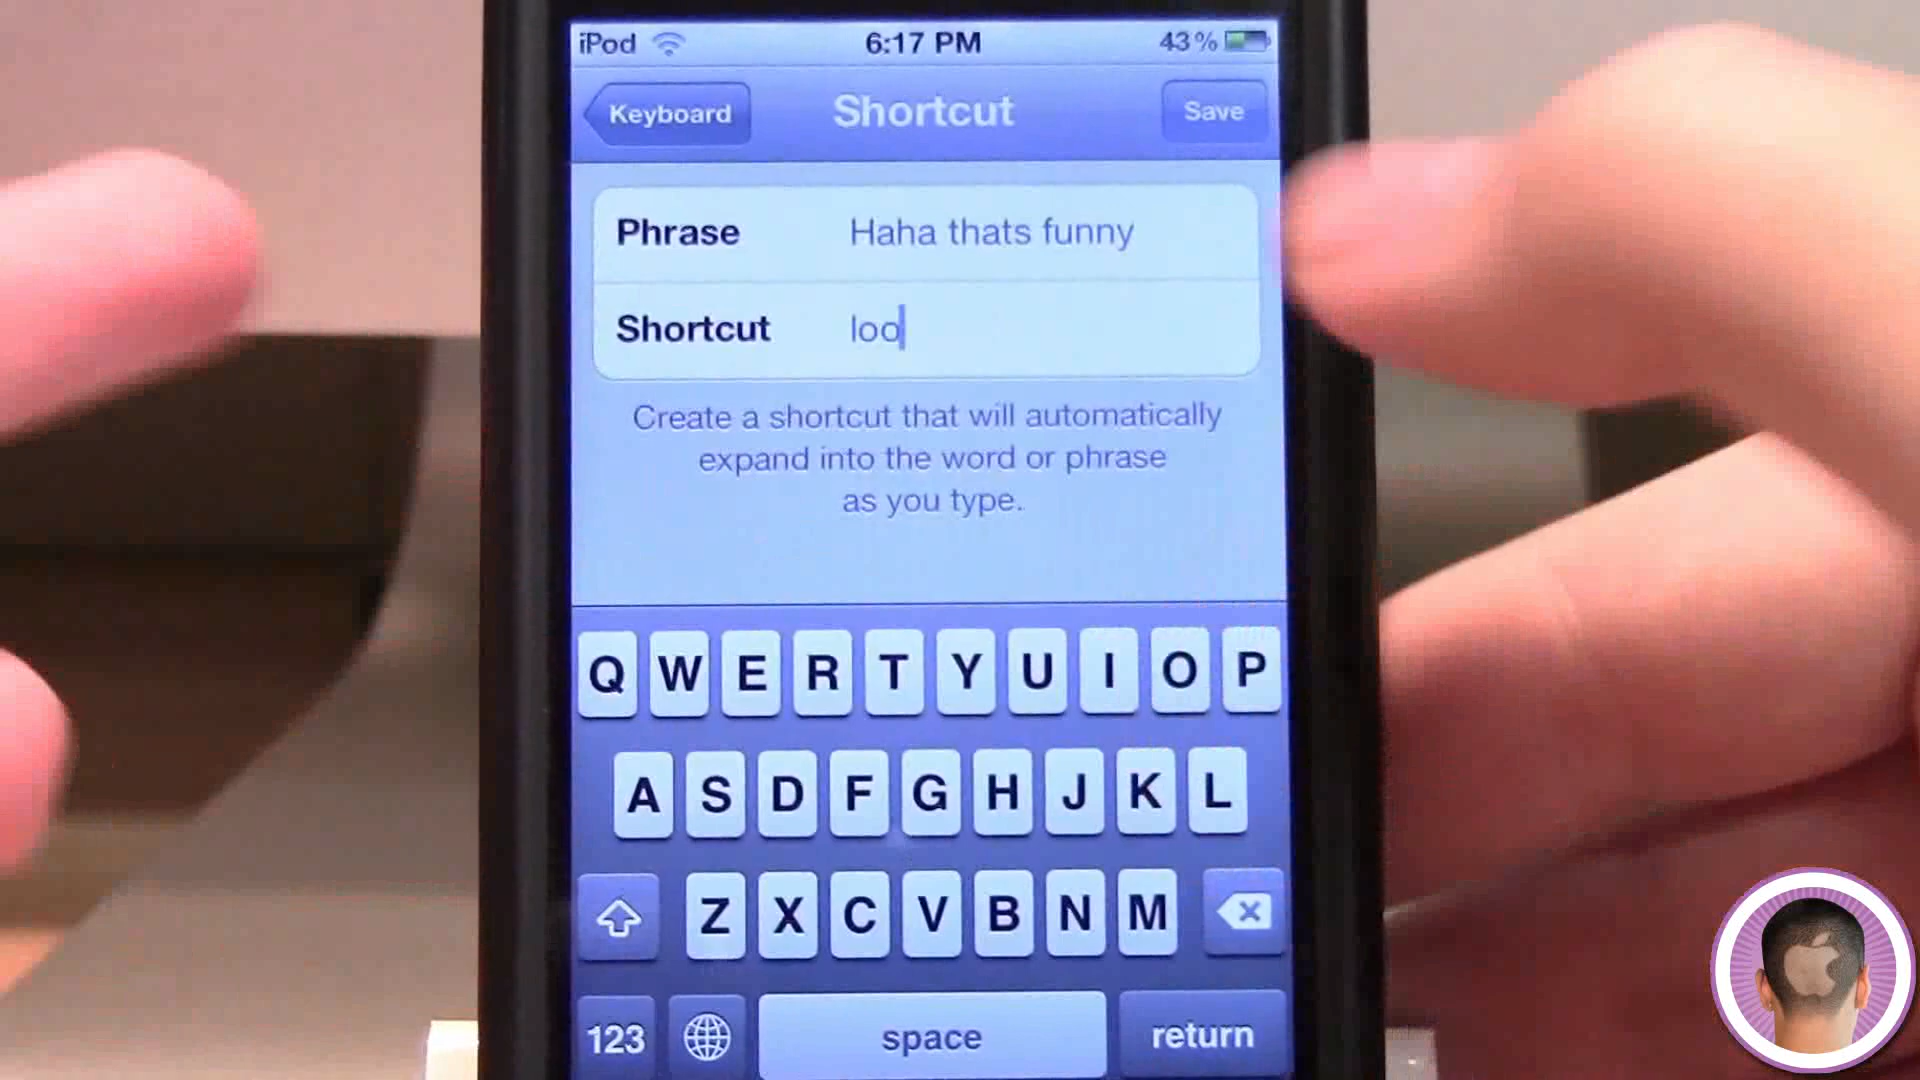 iPod 6:17 PM 43%
Keyboard Shortcut Save
Phrase Haha thats funny
Shortcut loo
Create a shortcut that will automatically
expand into the word or phrase
as you type.
Q W E R T Y U I O P
A S D F G H J K L
Z X C V B N M
123 space return